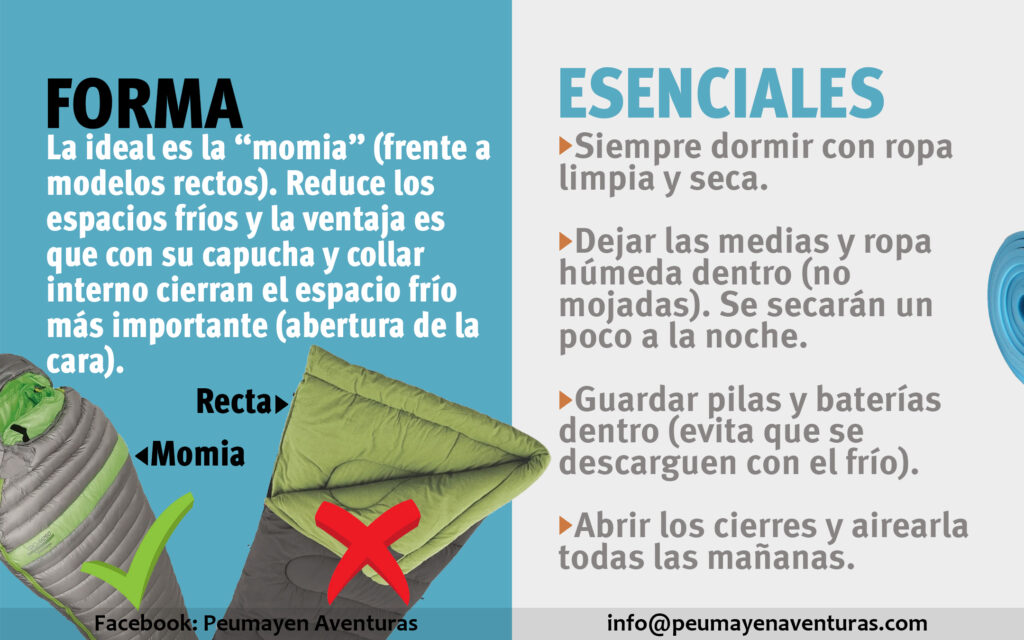 FORMA
La ideal es la “momia” (frente a
modelos rectos). Reduce los
espacios fríos y la ventaja es
que con su capucha y collar
interno cierran el espacio frío
más importante (abertura de la
cara).
Recta
Momia
ESENCIALES
Siempre dormir con ropa
limpia y seca.
Dejar las medias y ropa
húmeda dentro (no
mojadas). Se secarán un
poco a la noche.
Guardar pilas y baterías
dentro (evita que se
descarguen con el frío).
Abrir los cierres y airearla
todas las mañanas.
Facebook: Peumayen Aventuras
info@peumayenaventuras.com